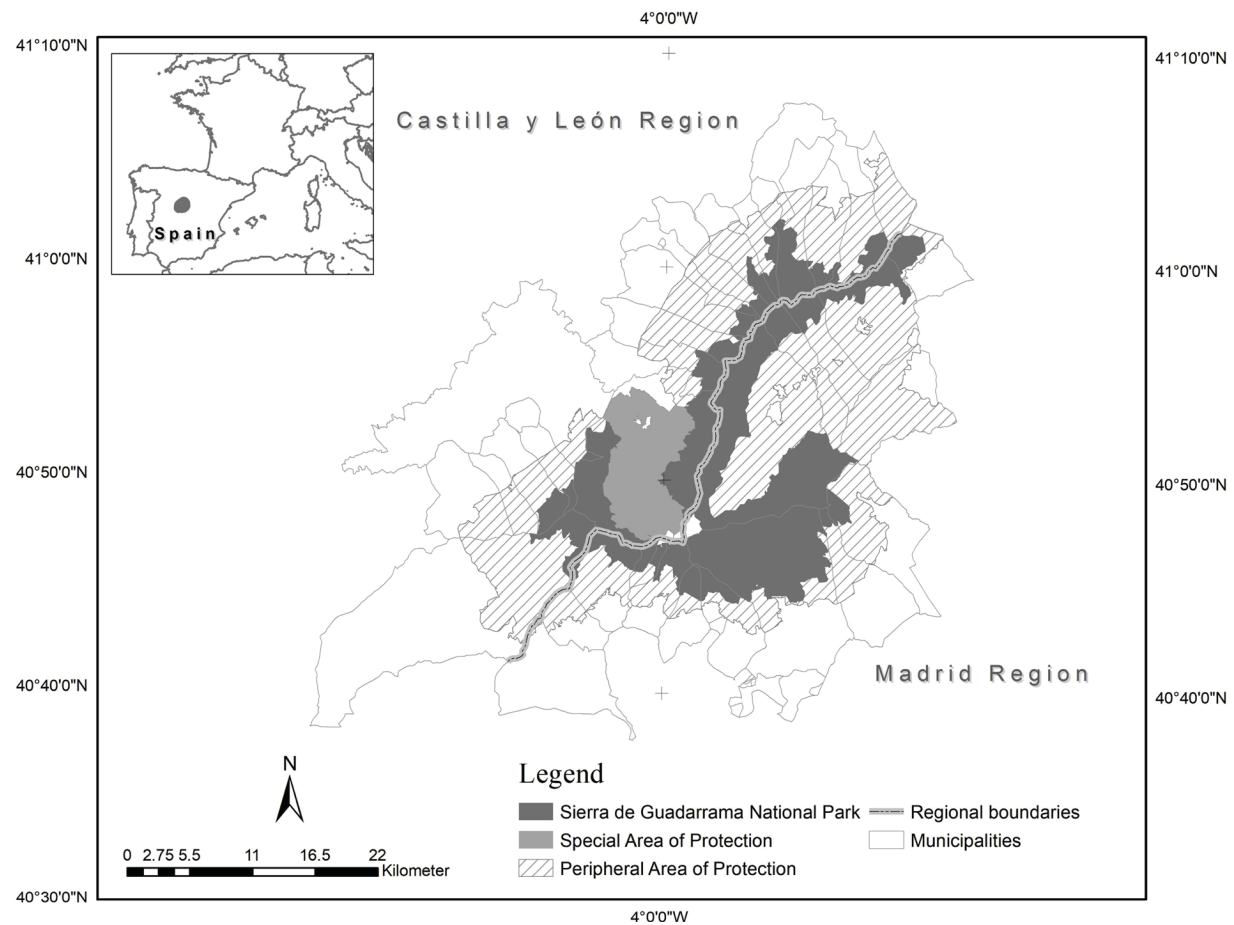 4°0'0"W
41°10'0"N
41°10'0"N
Castilla y León Region
Spain
41°0'0"N
41°0'0"N
40°50'0"N
40°50'0"N
Madrid Region
40°40'0"N
40°40'0"N
N
Legend
Sierra de Guadarrama National Park
Regional boundaries
Special Area of Protection
Municipalities
Peripheral Area of Protection
0 2.75 5.5 11 16.5 22
Kilometer
40°30'0"N
40°30'0"N
4°0'0"W